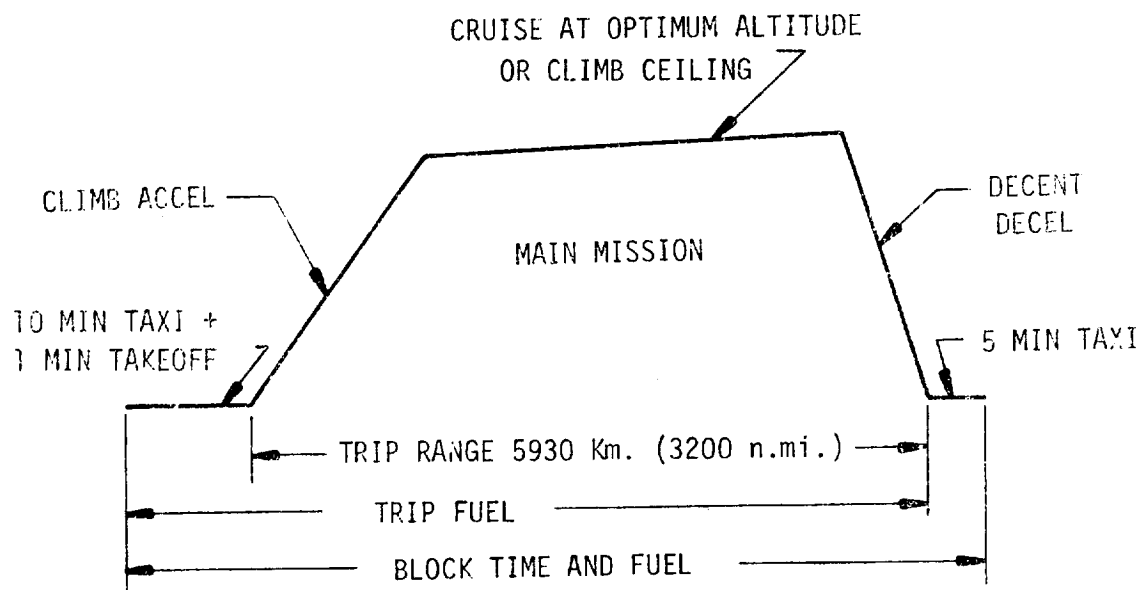 CRUISE AT OPTIMUM ALTITUDE
OR CLIMB CEILING
CLIMB ACCEL
DECENT
DECEL
MAIN MISSION
10 MIN TAXI +
1 MIN TAKEOFF
5 MIN TAXI
TRIP RANGE 5930 Km. (3200 n.mi.)
TRIP FUEL
BLOCK TIME AND FUEL